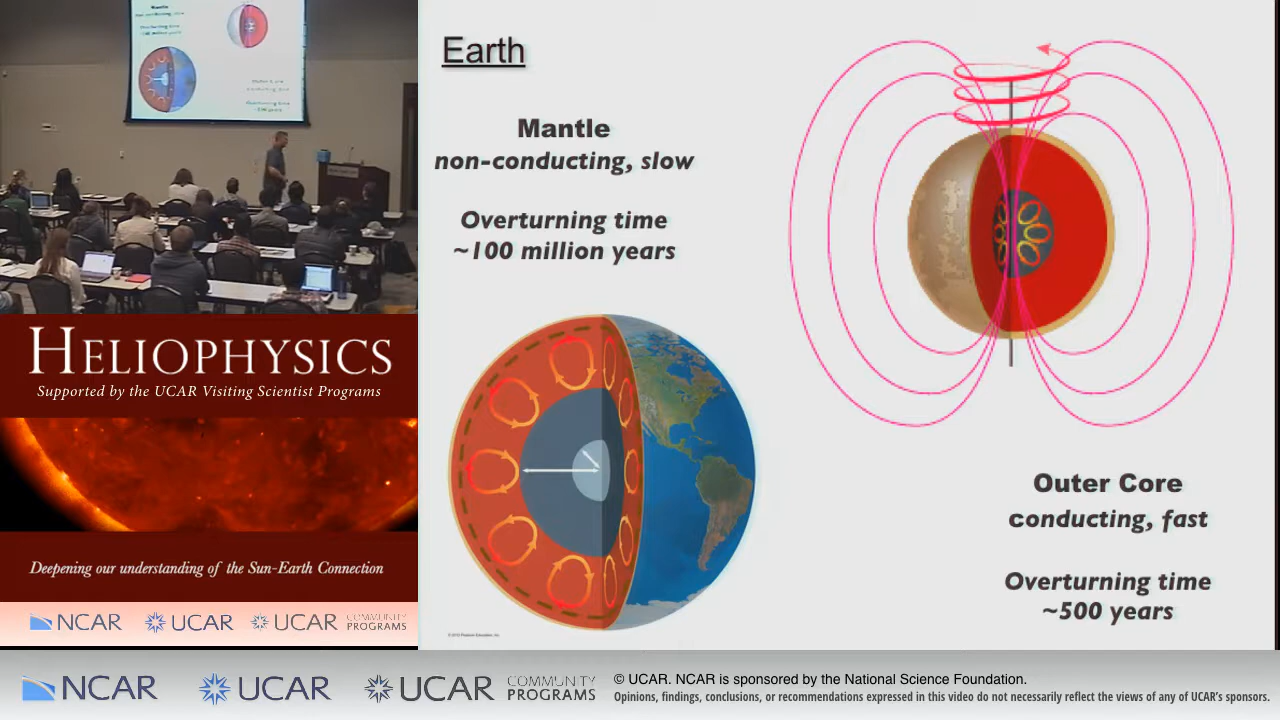 Mantle
Earth
Mantle
non-conducting, slow
Overturning time
~100 million years
Outer Core
conducting, fast
Overturning time
~500 years
HELIOPHYSICS
Supported by the UCAR Visiting Scientist Programs
Deepening our understanding of the Sun-Earth Connection
NCAR
UCAR
UCAR COMMUNITY PROGRAMS
NCAR
UCAR
UCAR COMMUNITY PROGRAMS
© UCAR. NCAR is sponsored by the National Science Foundation.
Opinions, findings, conclusions, or recommendations expressed in this video do not necessarily reflect the views of any of UCAR's sponsors.